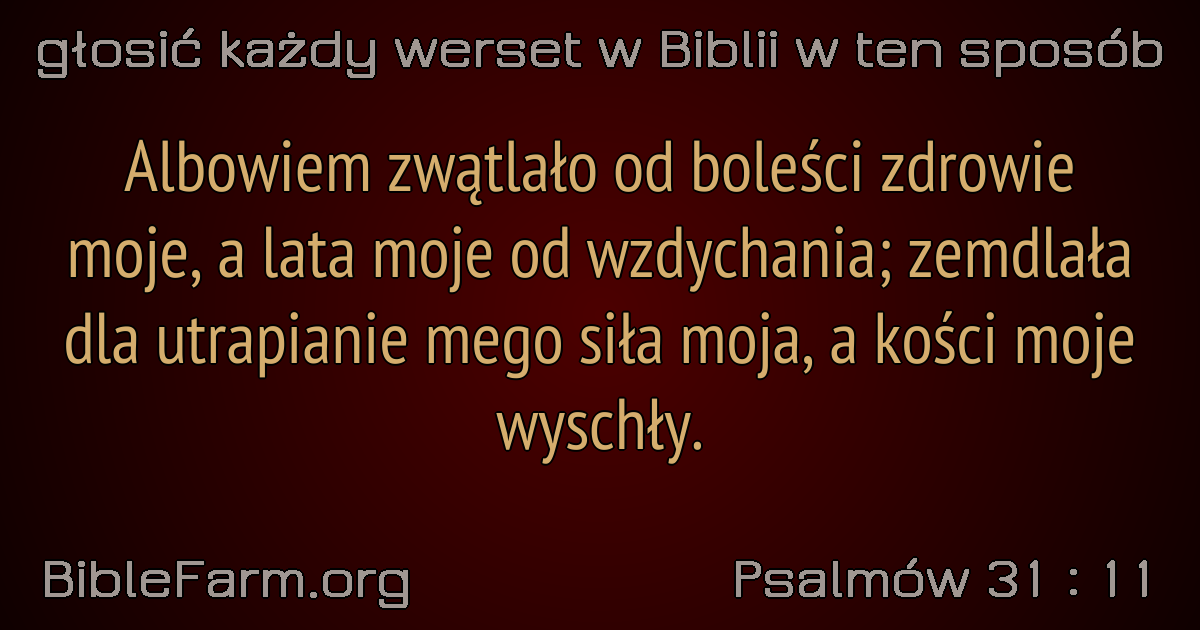 głosić każdy werset w Biblii w ten sposób
Albowiem zwątlało od boleści zdrowie
moje, a lata moje od wzdychania; zemdlała
dla utrapianie mego siła moja, a kości moje
wyschły.
BibleFarm.org
Psalmów 31 : 11